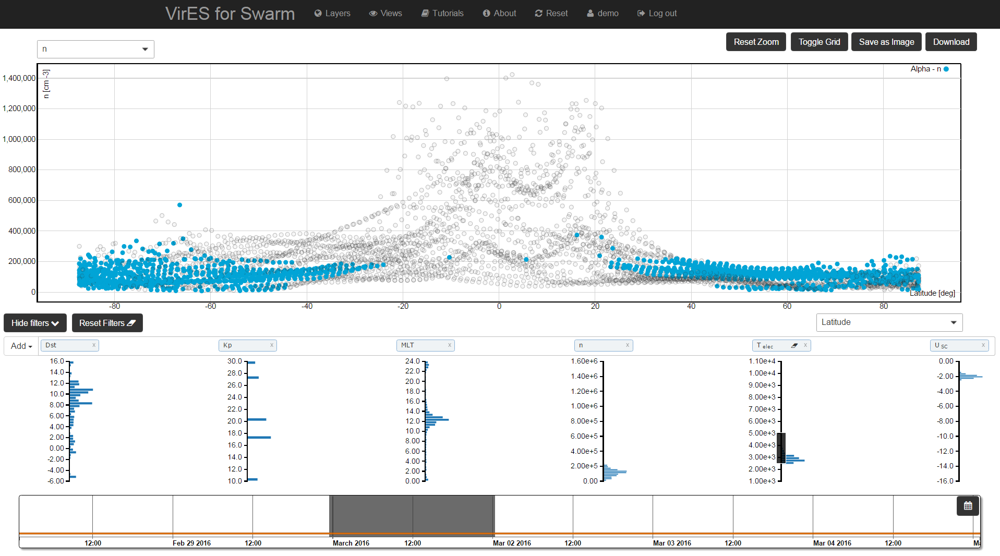 VirES for Swarm Layers Views Tutorials About Reset demo Log out
n
Reset Zoom Toggle Grid Save as Image Download
n [cm -3]
Alpha - n
1,400,000
1,200,000
1,000,000
800,000
600,000
400,000
200,000
0
Latitude [deg]
-80 -60 -40 -20 0 20 40 60 80
Hide filters Reset Filters
Latitude
Add
Dst x
Kp x
MLT x
n x
T elec x
U SC x
16.0
14.0
12.0
10.0
8.00
6.00
4.00
2.00
0.00
-2.00
-4.00
-6.00
30.0
28.0
26.0
24.0
22.0
20.0
18.0
16.0
14.0
12.0
10.0
24.0
22.0
20.0
18.0
16.0
14.0
12.0
10.0
8.00
6.00
4.00
2.00
0.00
1.60e+6
1.40e+6
1.20e+6
1.00e+6
8.00e+5
6.00e+5
4.00e+5
2.00e+5
0.00
1.10e+4
1.00e+4
9.00e+3
8.00e+3
7.00e+3
6.00e+3
5.00e+3
4.00e+3
3.00e+3
2.00e+3
1.00e+3
0.00
-2.00
-4.00
-6.00
-8.00
-10.0
-12.0
-14.0
-16.0
12:00 Feb 29 2016 12:00 March 2016 12:00 Mar 02 2016 12:00 Mar 03 2016 12:00 Mar 04 2016 12:00